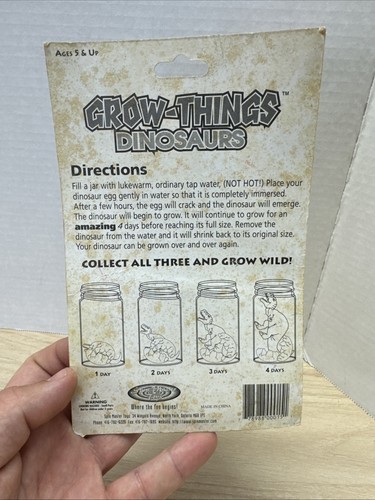 AGES 5 & UP
GROW-THINGS™
DINOSAURS
Directions
Fill a jar with lukewarm, ordinary tap water, (NOT HOT!) Place your
dinosaur egg gently in water so that it is completely immersed.
After a few hours, the egg will crack and the dinosaur will emerge.
The dinosaur will begin to grow. It will continue to grow for an
amazing 4 days before reaching its full size. Remove the
dinosaur from the water and it will shrink back to its original size.
Your dinosaur can be grown over and over again.
COLLECT ALL THREE AND GROW WILD!
1 DAY
2 DAYS
3 DAYS
4 DAYS
WARNING
Where the fun begins!
MADE IN CHINA